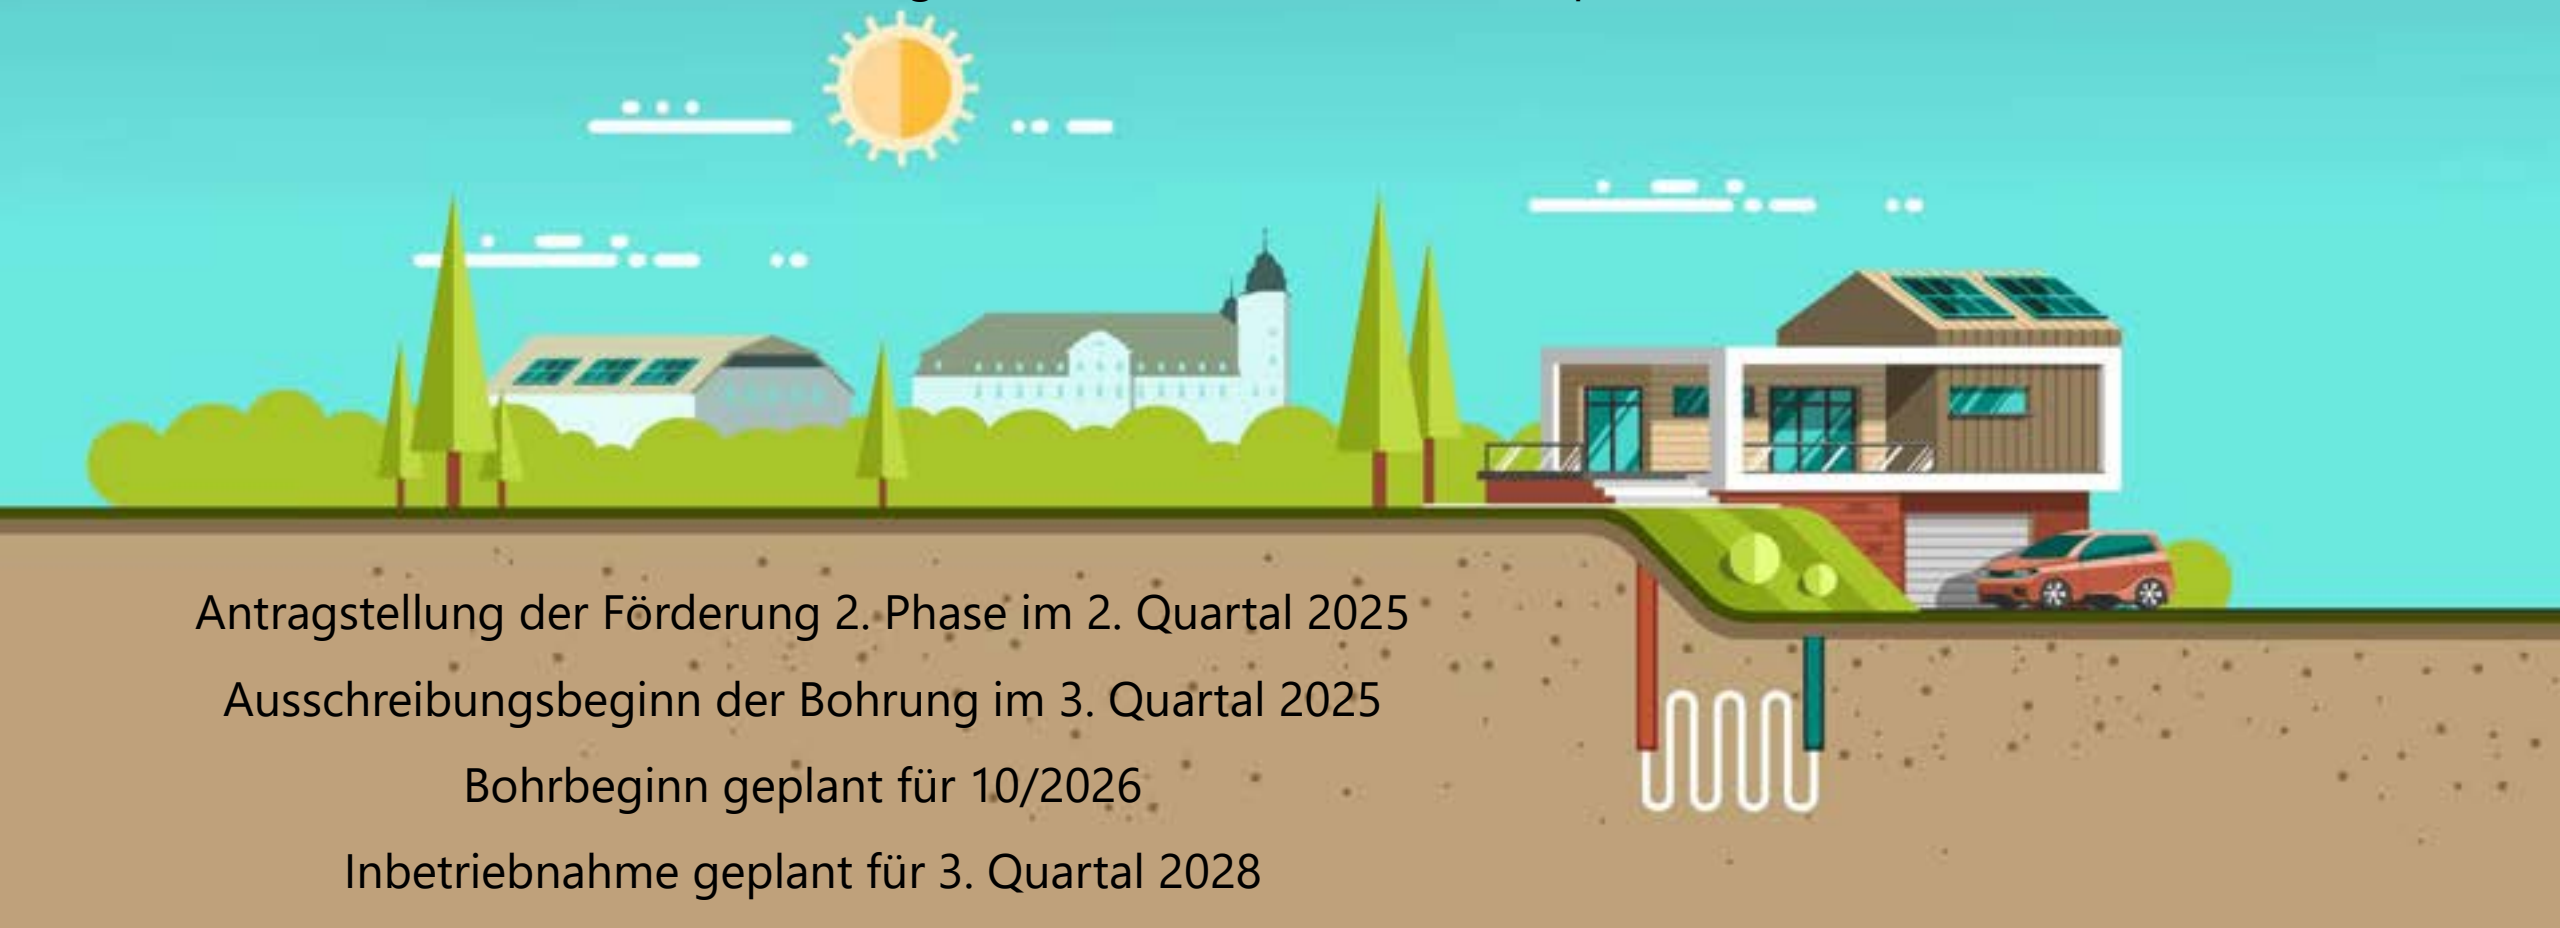 Antragstellung der Förderung 2. Phase im 2. Quartal 2025
Ausschreibungsbeginn der Bohrung im 3. Quartal 2025
Bohrbeginn geplant für 10/2026
Inbetriebnahme geplant für 3. Quartal 2028